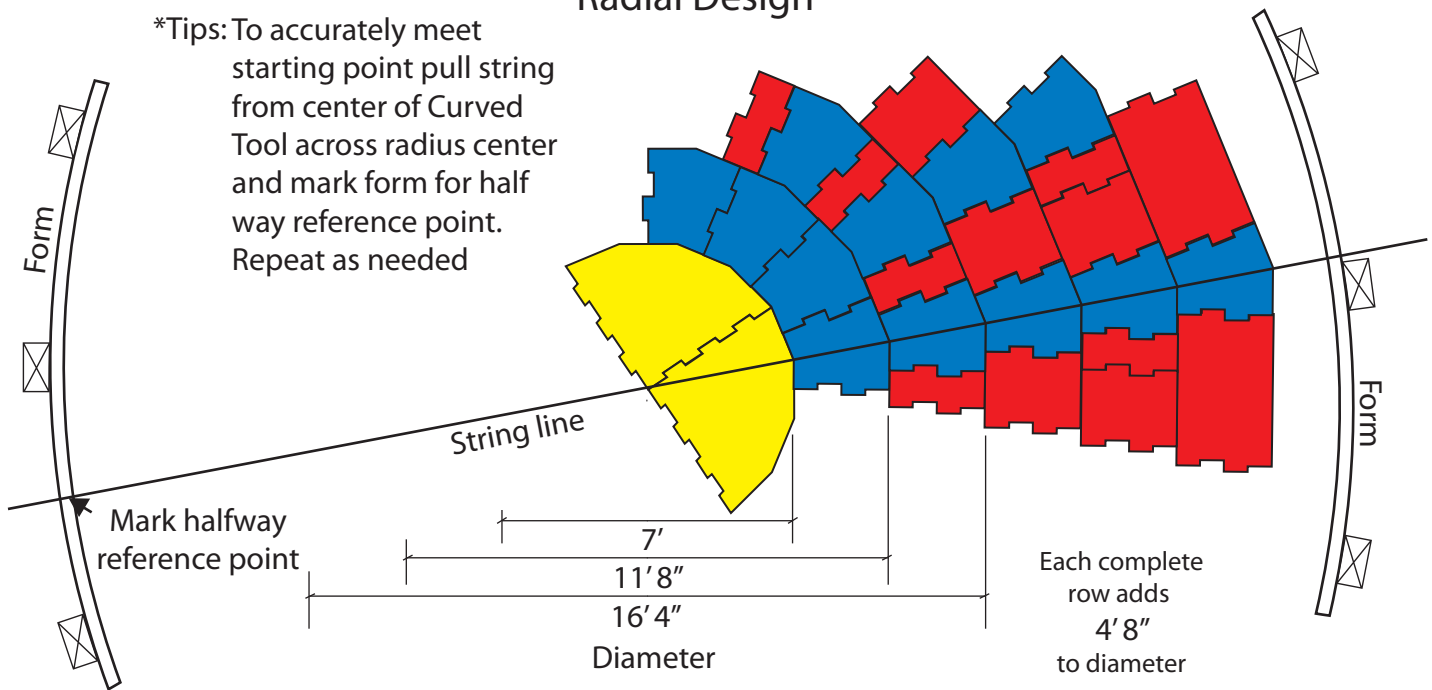 Radial Design
*Tips: To accurately meet
starting point pull string
from center of Curved
Tool across radius center
and mark form for half
way reference point.
Repeat as needed
Form
Form
String line
Mark halfway
reference point
7’
11’ 8”
16’ 4”
Diameter
Each complete
row adds
4’ 8”
to diameter